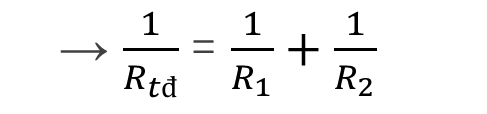 → 1/R_tđ = 1/R_1 + 1/R_2